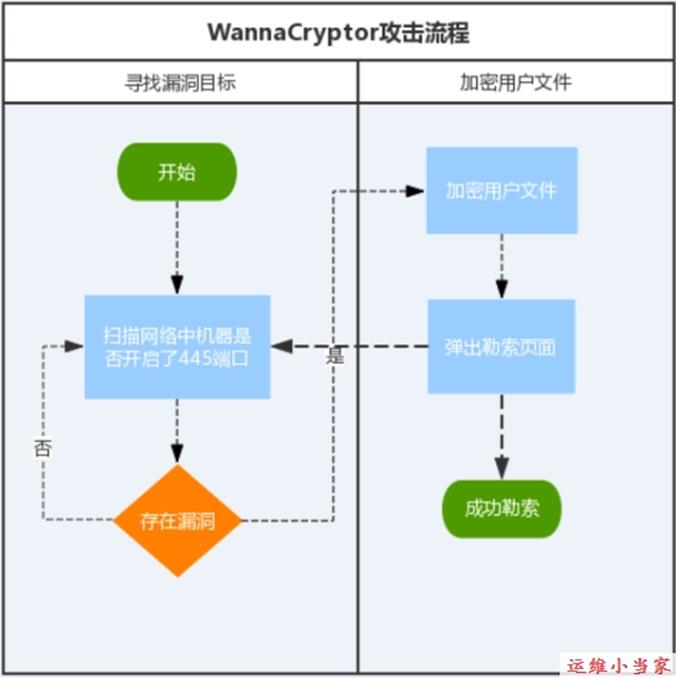 WannaCryptor攻击流程
寻找漏洞目标
加密用户文件
开始
加密用户文件
扫描网络中机器是
否开启了445端口
弹出勒索页面
是
否
存在漏洞
成功勒索
运维小当家